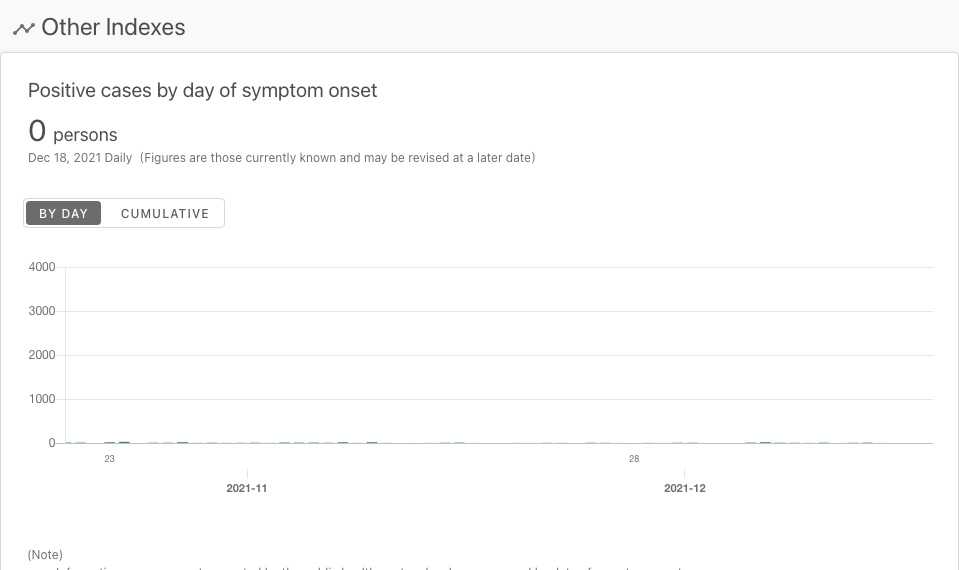 Other Indexes
Positive cases by day of symptom onset
0 persons
Dec 18, 2021 Daily (Figures are those currently known and may be revised at a later date)
BY DAY CUMULATIVE
4000
3000
2000
1000
0
23 28
2021-11 2021-12
(Note)